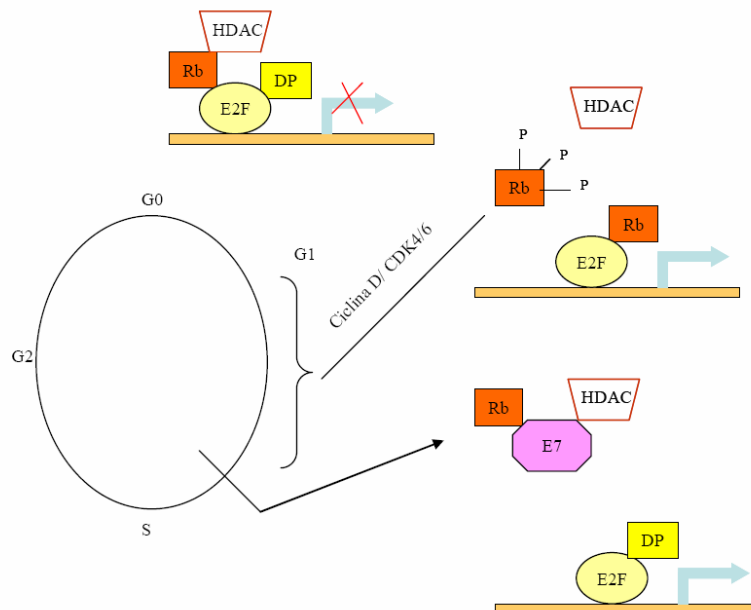 HDAC
Rb
DP
E2F
HDAC
P
P
Rb
P
G0
Rb
G1
E2F
Ciclina D/ CDK4/6
G2
HDAC
Rb
E7
S
DP
E2F